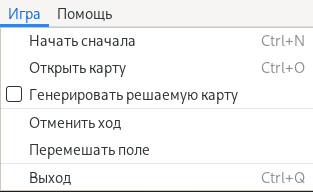 Игра Помощь
Начать сначала Ctrl+N
Открыть карту Ctrl+O
Генерировать решаемую карту
Отменить ход
Перемешать поле
Выход Ctrl+Q